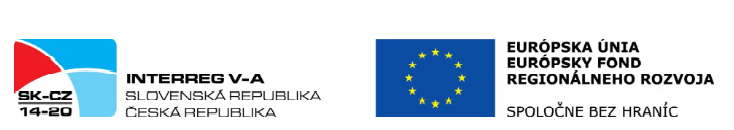 SK-CZ
14-20
INTERREG V-A
SLOVENSKÁ REPUBLIKA
ČESKÁ REPUBLIKA
EURÓPSKA ÚNIA
EURÓPSKY FOND
REGIONÁLNEHO ROZVOJA
SPOLOČNE BEZ HRANÍC